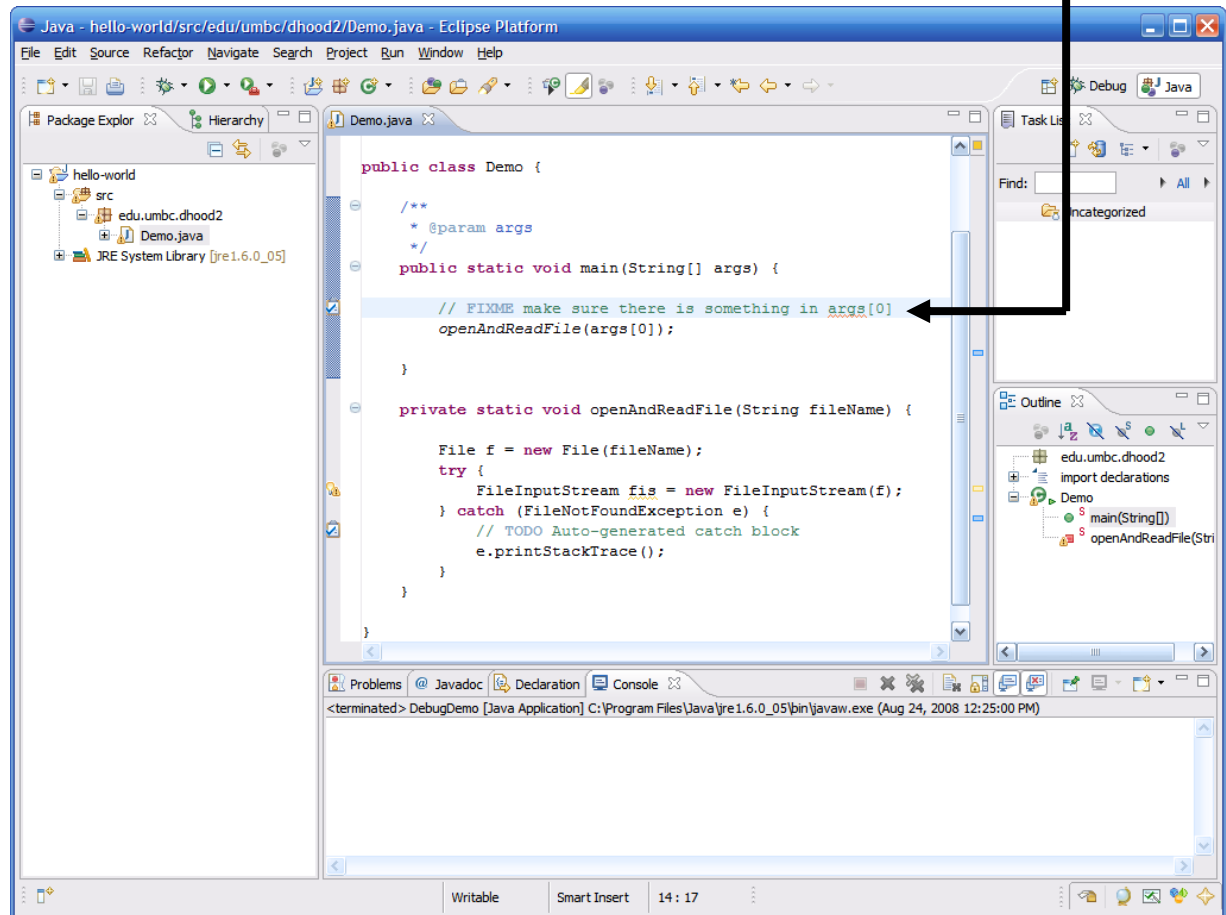 Java - hello-world/src/edu/umbc/dhood2/Demo.java - Eclipse Platform
File Edit Source Refactor Navigate Search Project Run Window Help
Debug Java
Package Explor Hierarchy
hello-world
src
edu.umbc.dhood2
Demo.java
JRE System Library [jre1.6.0_05]
Demo.java
public class Demo {
/**
* @param args
*/
public static void main(String[] args) {
// FIXME make sure there is something in args[0]
openAndReadFile(args[0]);
}
private static void openAndReadFile(String fileName) {
File f = new File(fileName);
try {
FileInputStream fis = new FileInputStream(f);
} catch (FileNotFoundException e) {
// TODO Auto-generated catch block
e.printStackTrace();
}
}
}
Task Lis
Find: All
Uncategorized
Outline
edu.umbc.dhood2
import declarations
Demo
main(String[])
openAndReadFile(Stri
Problems @ Javadoc Declaration Console
<terminated> DebugDemo [Java Application] C:\Program Files\Java\jre1.6.0_05\bin\javaw.exe (Aug 24, 2008 12:25:00 PM)
Writable Smart Insert 14 : 17